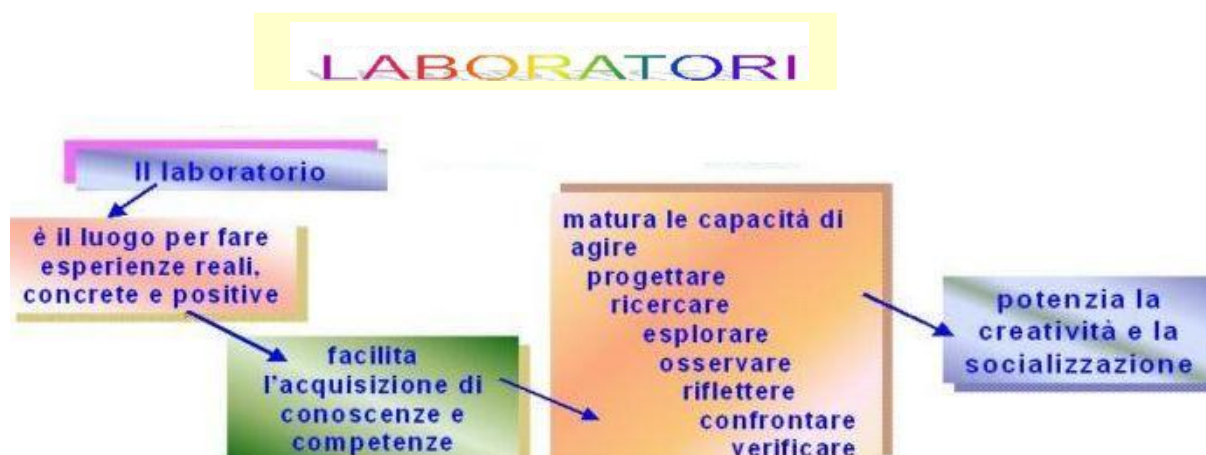 LABORATORI
Il laboratorio
è il luogo per fare
esperienze reali,
concrete e positive
facilita
l'acquisizione di
conoscenze e
competenze
matura le capacità di
agire
progettare
ricercare
esplorare
osservare
riflettere
confrontare
verificare
potenzia la
creatività e la
socializzazione